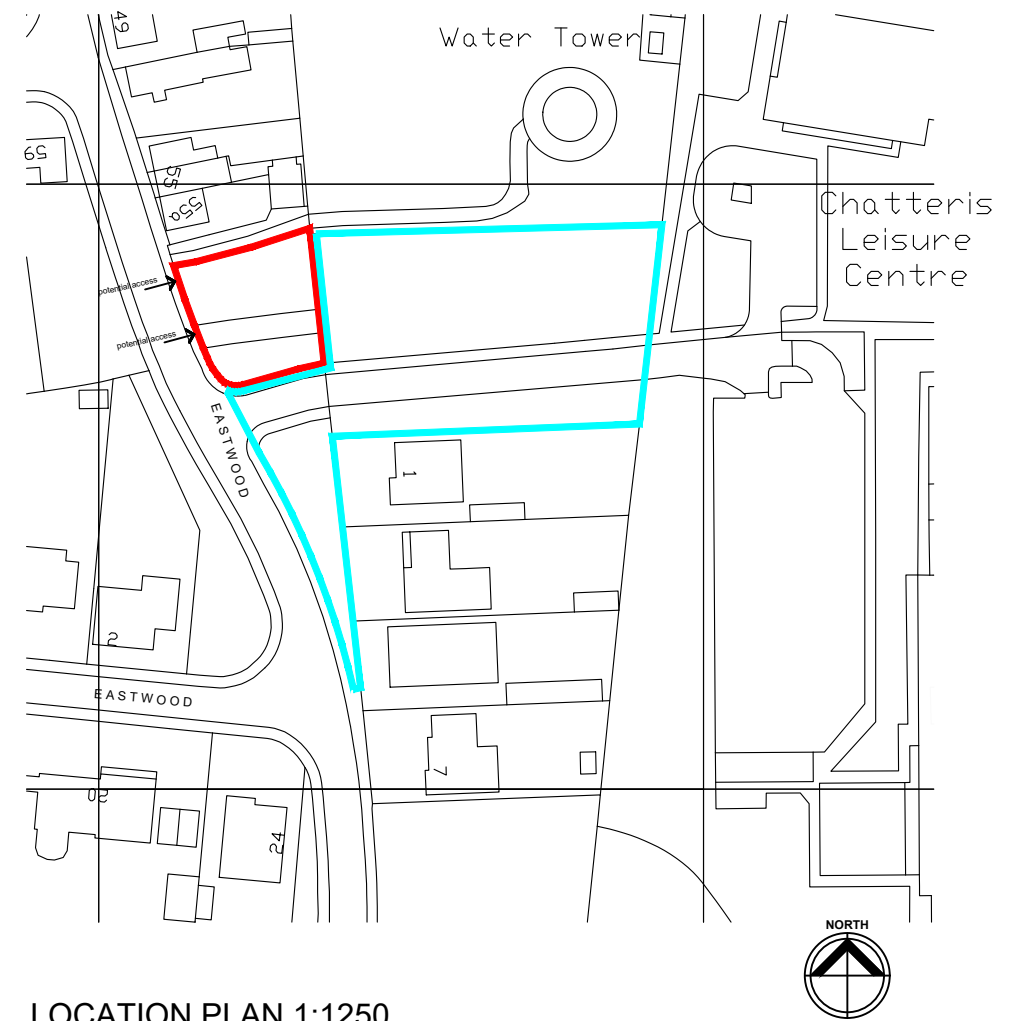 49
Water Tower
59
55
55a
Chatteris
Leisure
Centre
potential access
potential access
EASTWOOD
1
2
EASTWOOD
7
20
24
NORTH
LOCATION PLAN 1:1250